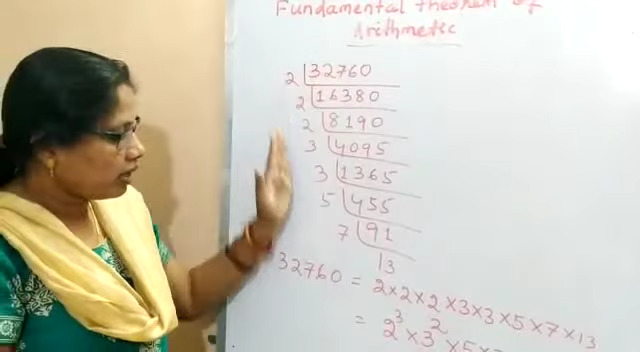 Fundamental theorem of
Arithmetic
2 | 32760
2 | 16380
2 | 8190
3 | 4095
3 | 1365
5 | 455
7 | 91
13
32760 = 2×2×2×3×3×5×7×13
= 2³×3²×5×